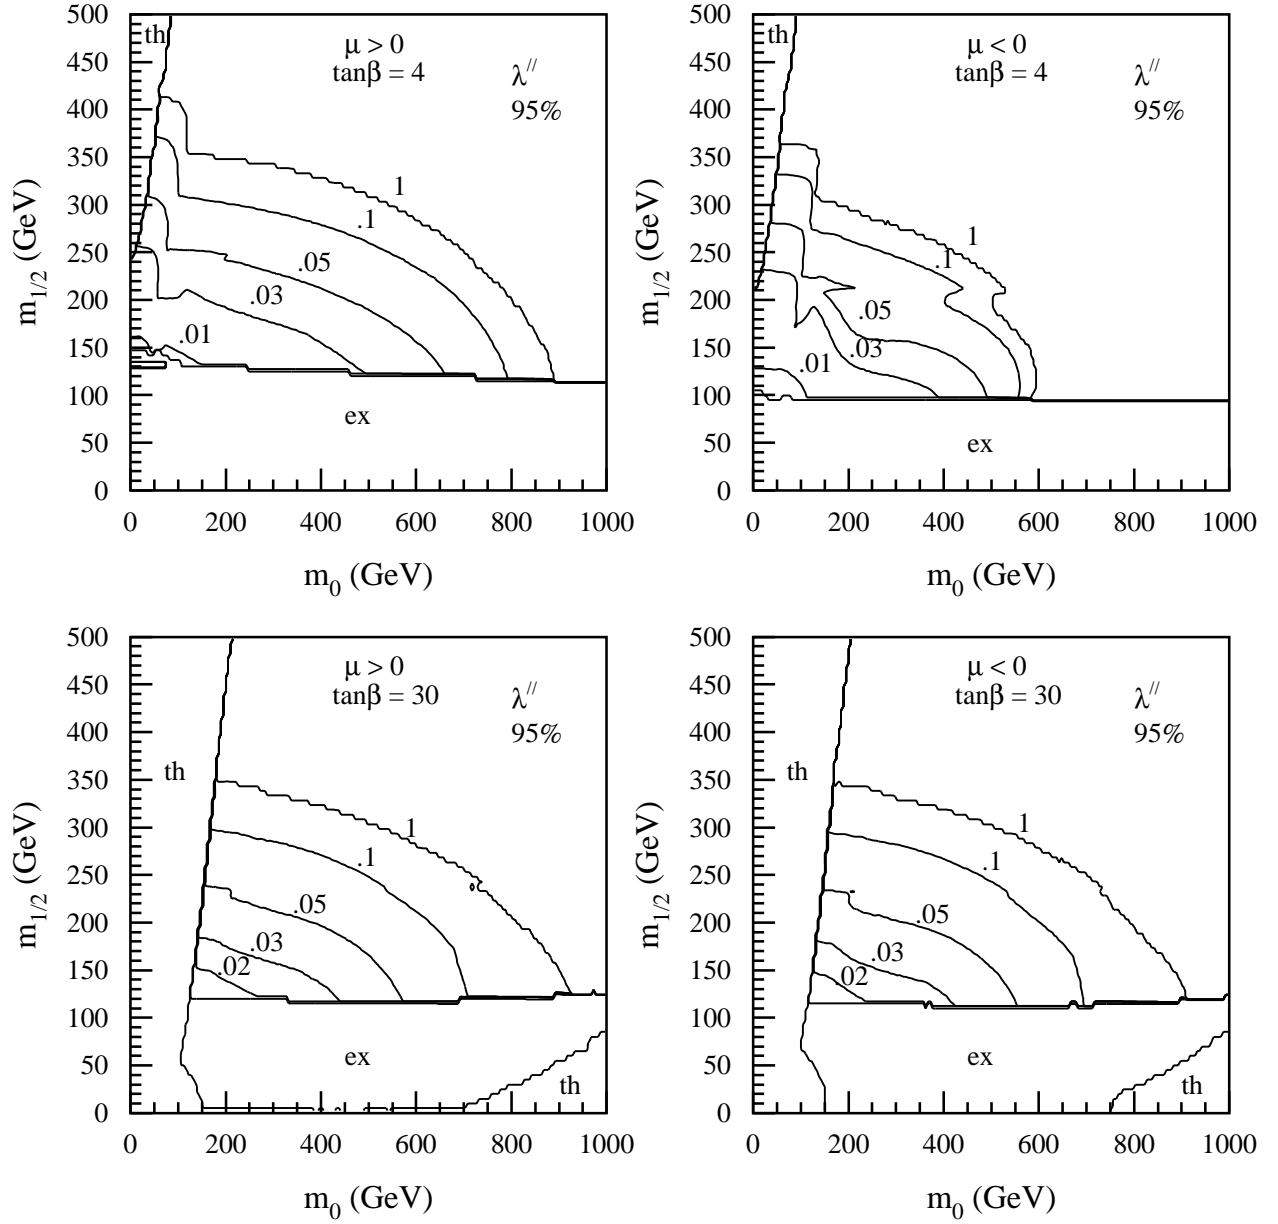 500
450
400
350
300
250
200
150
100
50
0
m1/2 (GeV)
th
μ > 0
tanβ = 4
λ//
95%
1
.1
.05
.03
.01
ex
0 200 400 600 800 1000
m0 (GeV)
500
450
400
350
300
250
200
150
100
50
0
m1/2 (GeV)
th
μ < 0
tanβ = 4
λ//
95%
1
.1
.05
.03
.01
ex
0 200 400 600 800 1000
m0 (GeV)
500
450
400
350
300
250
200
150
100
50
0
m1/2 (GeV)
μ > 0
tanβ = 30
λ//
95%
th
1
.1
.05
.03
.02
ex
th
0 200 400 600 800 1000
m0 (GeV)
500
450
400
350
300
250
200
150
100
50
0
m1/2 (GeV)
μ < 0
tanβ = 30
λ//
95%
th
1
.1
.05
.03
.02
ex
th
0 200 400 600 800 1000
m0 (GeV)